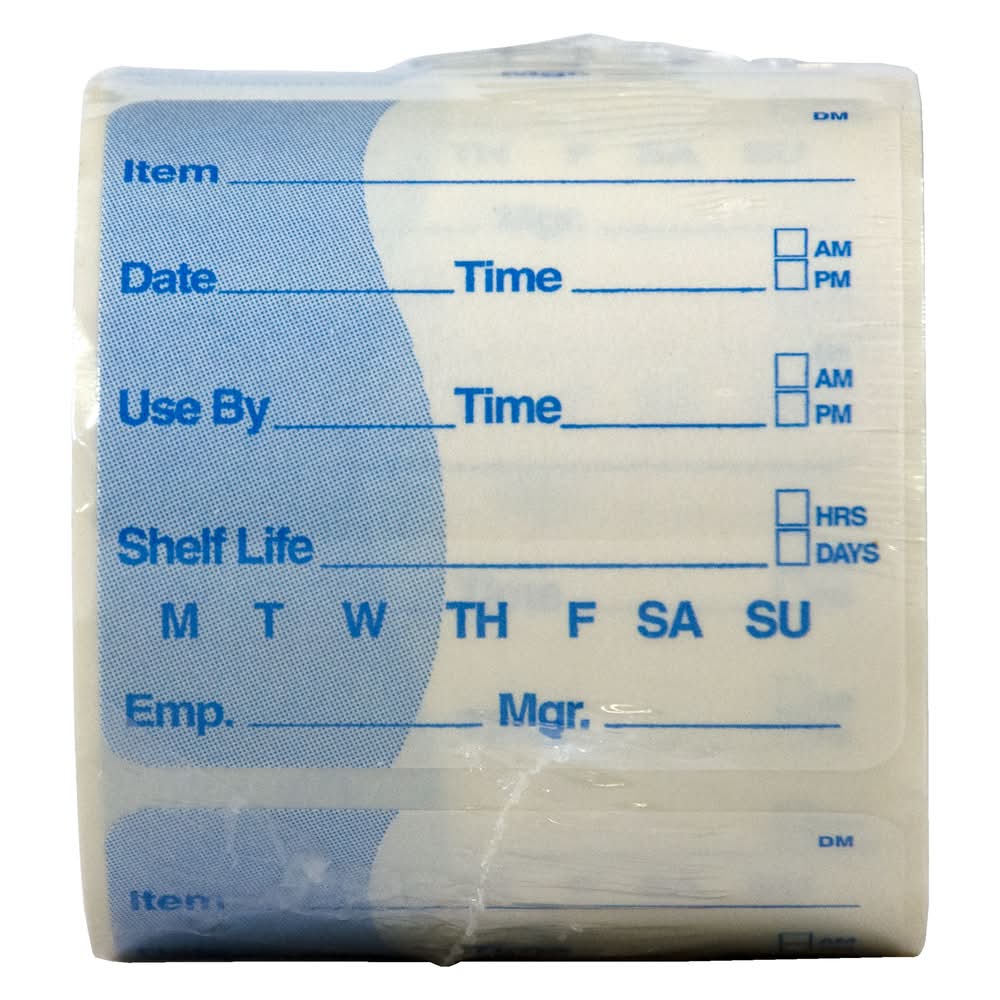 DM
Item
Date Time AM
PM
Use By Time AM
PM
Shelf Life HRS
DAYS
M T W TH F SA SU
Emp. Mgr.
DM
Item